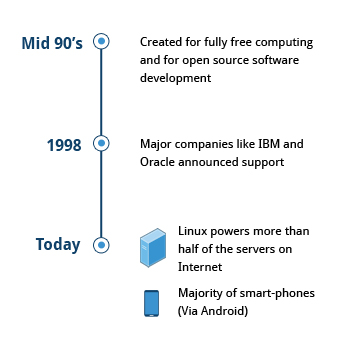 Mid 90's
Created for fully free computing
and for open source software
development
1998
Major companies like IBM and
Oracle announced support
Today
Linux powers more than
half of the servers on
Internet
Majority of smart-phones
(Via Android)